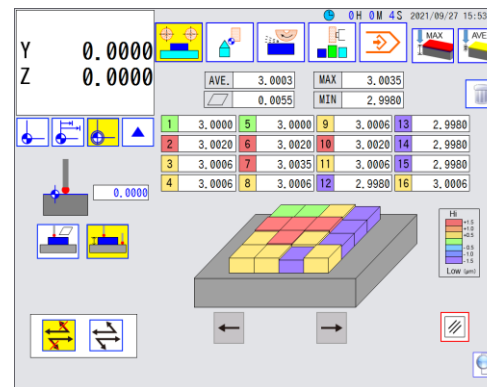 0H 0M 4S 2021/09/27 15:53
Y 0.0000
Z 0.0000
MAX
AVE
AVE. 3.0003 MAX 3.0035
0.0055 MIN 2.9980
1 3.0000 5 3.0000 9 3.0006 13 2.9980
2 3.0020 6 3.0020 10 3.0020 14 2.9980
3 3.0006 7 3.0035 11 3.0006 15 2.9980
4 3.0006 8 3.0006 12 2.9980 16 3.0006
0.0000
Hi
+1.5
+1.0
+0.5
-0.5
-1.0
-1.5
Low (μm)